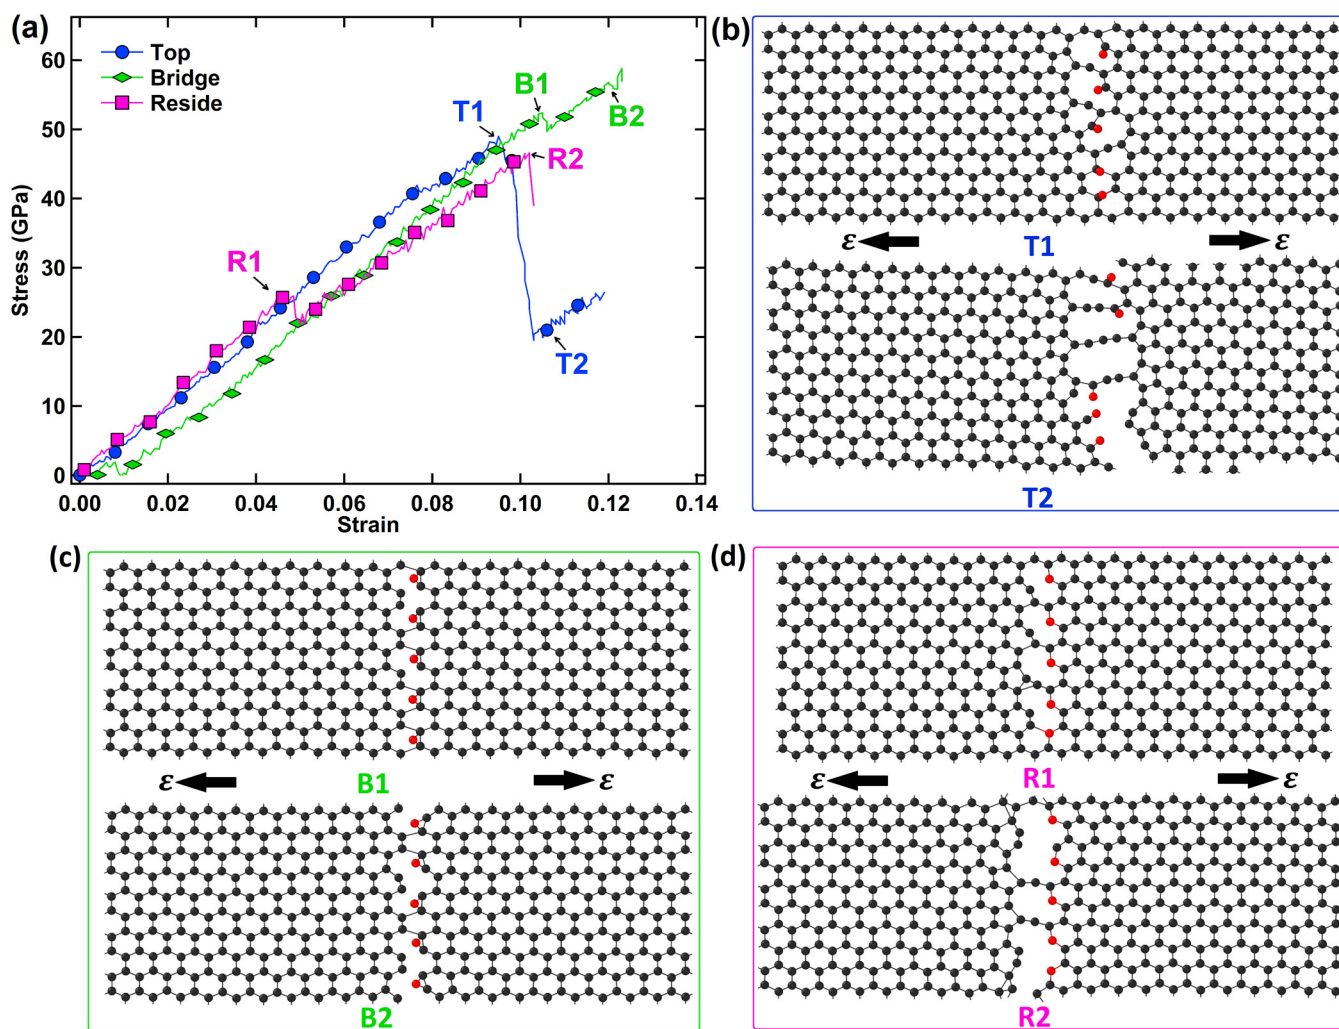 (a)
60
50
40
30
20
10
0
Stress (GPa)
Top
Bridge
Reside
R1
T1
B1
B2
R2
T2
0.00 0.02 0.04 0.06 0.08 0.10 0.12 0.14
Strain
(b)
ε ε
T1
T2
(c)
ε ε
B1
B2
(d)
ε ε
R1
R2